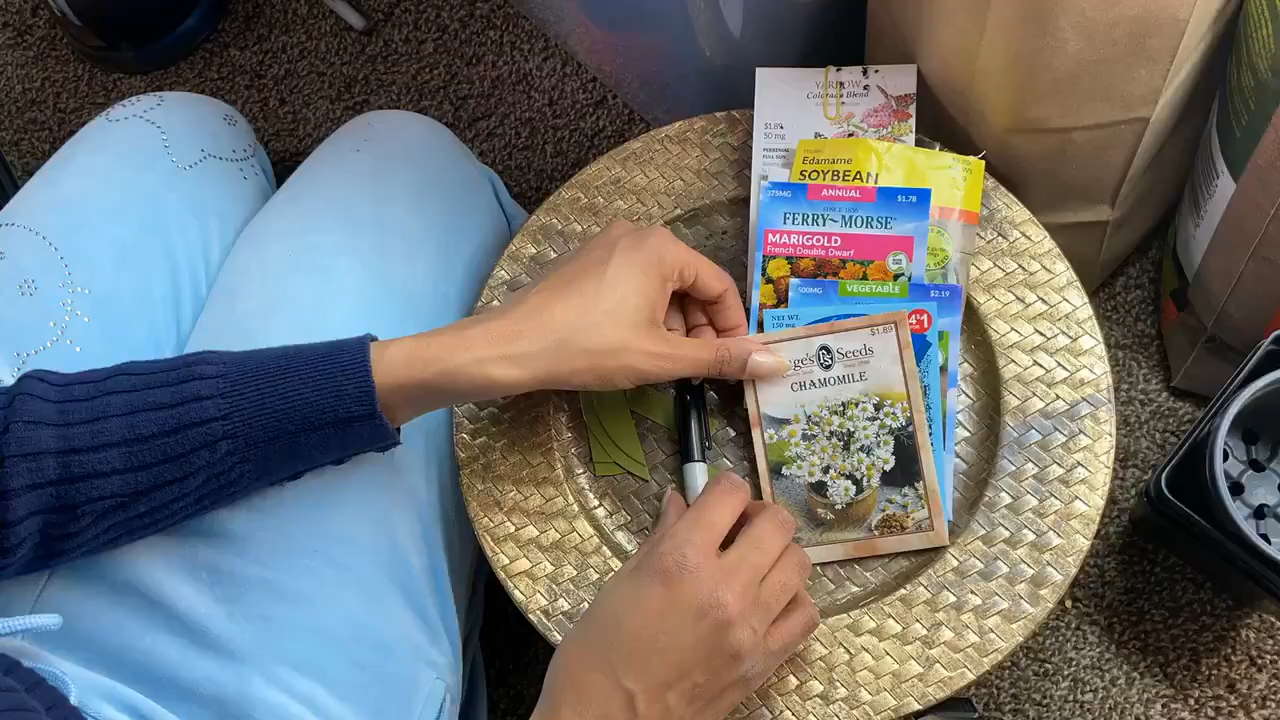 YARROW
Colorado Blend
$1.89
50 mg
PERENNIAL
FULL SUN
Edamame
SOYBEAN
375MG
ANNUAL
$1.78
SINCE 1856
FERRY~MORSE
MARIGOLD
French Double Dwarf
500MG
VEGETABLE
$2.19
NET WT.
150 mg
4 $1
FOR
$1.89
ge's RS Seeds
CHAMOMILE